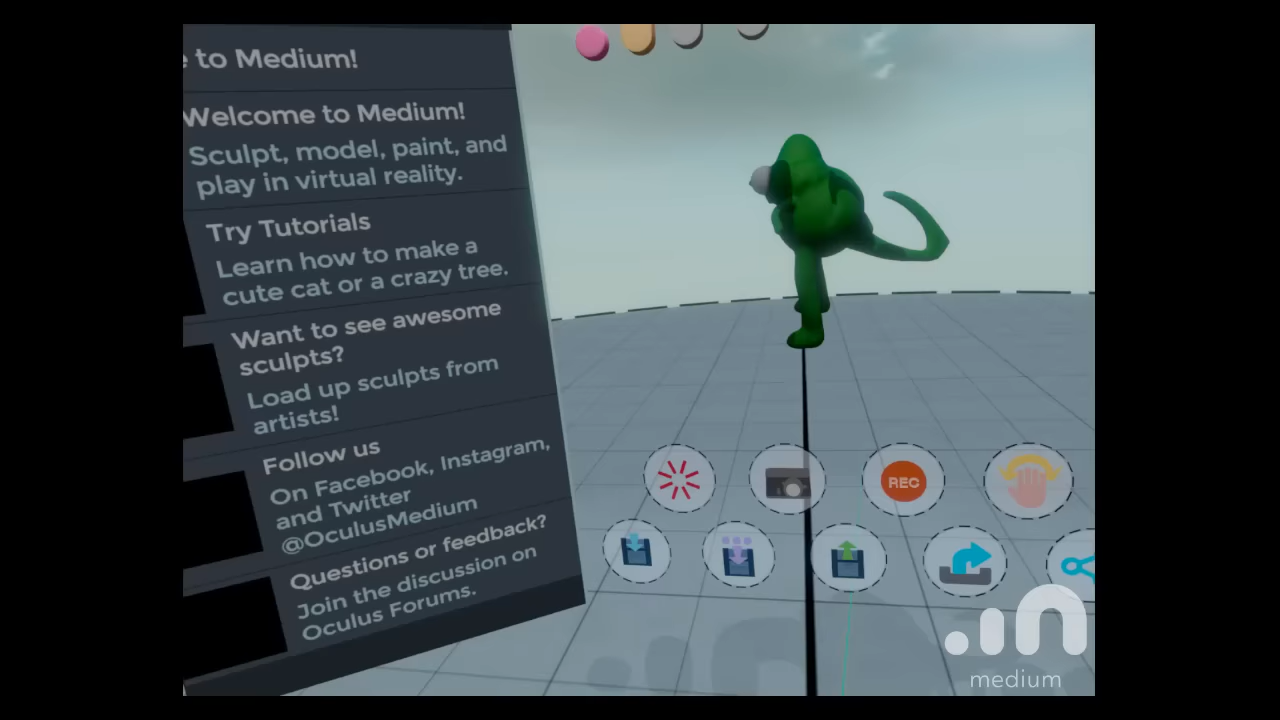 to Medium!
Welcome to Medium!
Sculpt, model, paint, and
play in virtual reality.
Try Tutorials
Learn how to make a
cute cat or a crazy tree.
Want to see awesome
sculpts?
Load up sculpts from
artists!
Follow us
On Facebook, Instagram,
and Twitter
@OculusMedium
Questions or feedback?
Join the discussion on
Oculus Forums.
REC
medium